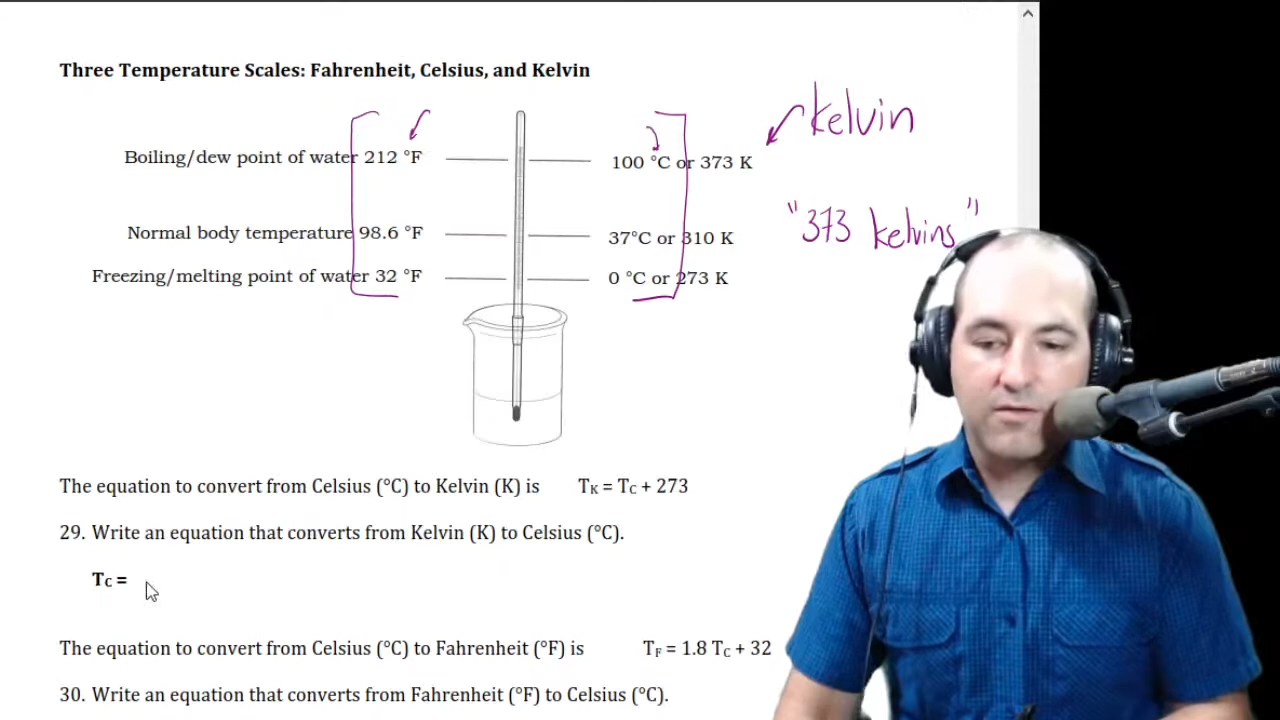 Three Temperature Scales: Fahrenheit, Celsius, and Kelvin
kelvin
Boiling/dew point of water 212 °F
100 °C or 373 K
"373 kelvins"
Normal body temperature 98.6 °F
37°C or 310 K
Freezing/melting point of water 32 °F
0 °C or 273 K
The equation to convert from Celsius (°C) to Kelvin (K) is TK = TC + 273
29. Write an equation that converts from Kelvin (K) to Celsius (°C).
TC =
The equation to convert from Celsius (°C) to Fahrenheit (°F) is TF = 1.8 TC + 32
30. Write an equation that converts from Fahrenheit (°F) to Celsius (°C).